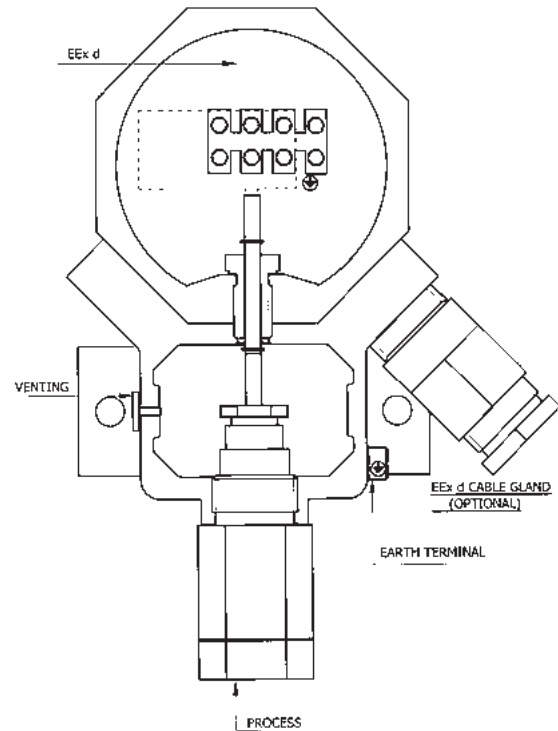 EEx d
VENTING
EEx d CABLE GLAND
(OPTIONAL)
EARTH TERMINAL
PROCESS